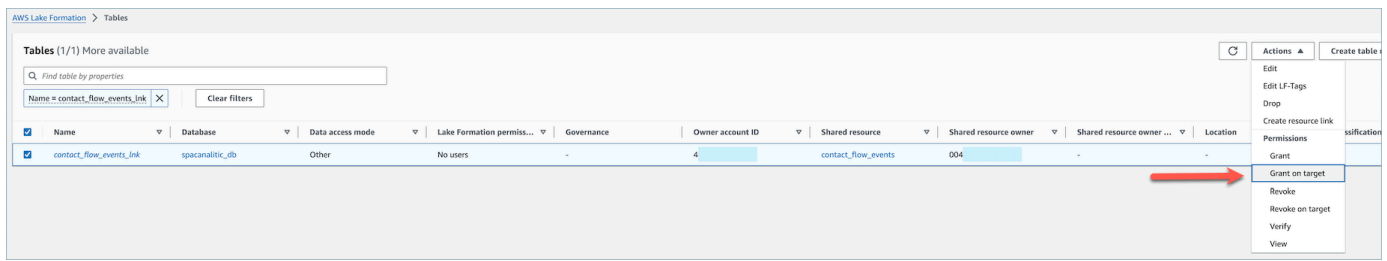 AWS Lake Formation > Tables
Tables (1/1) More available
Actions ▲
Create table
Find table by properties
Name = contact_flow_events_lnk
Clear filters
Name Database Data access mode Lake Formation permiss... Governance Owner account ID Shared resource Shared resource owner Shared resource owner ... Location
contact_flow_events_lnk spacanalitic_db Other No users - 4 contact_flow_events 004 - -
Edit
Edit LF-Tags
Drop
Create resource link
Permissions
Grant
Grant on target
Revoke
Revoke on target
Verify
View